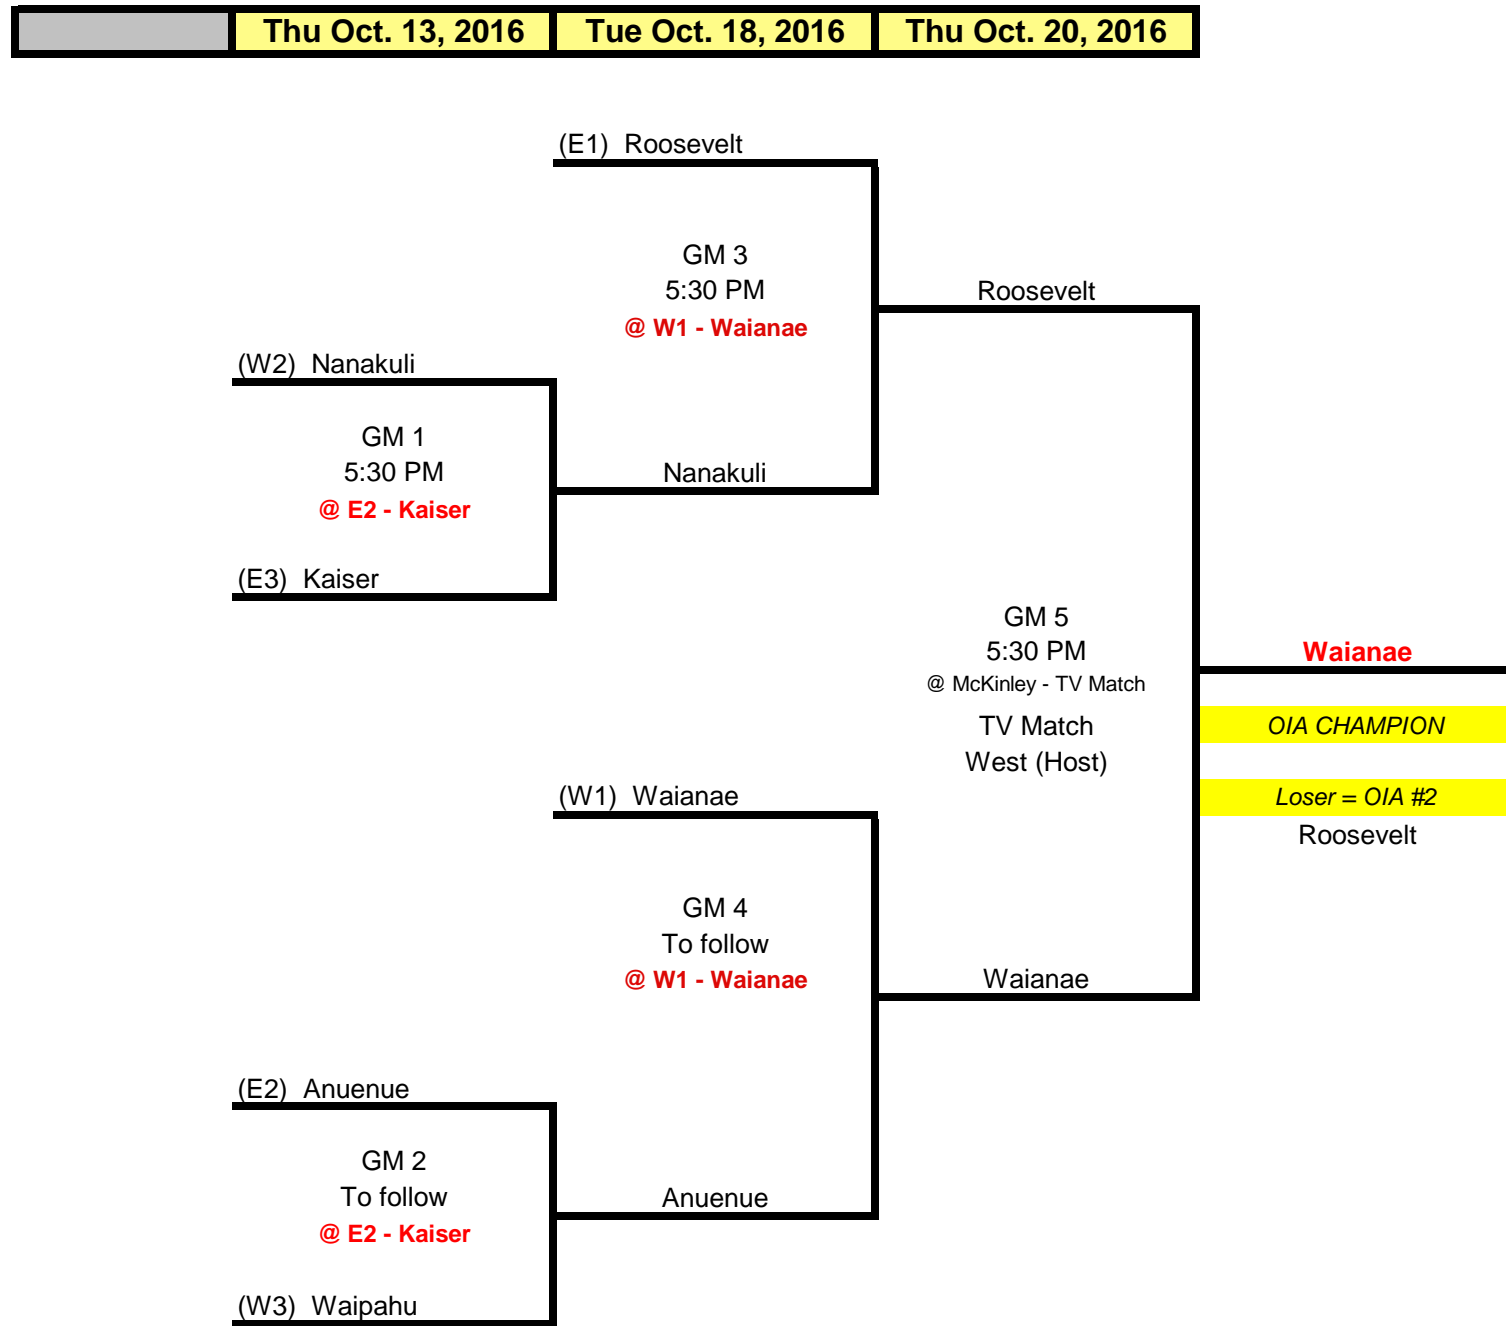 Thu Oct. 13, 2016 Tue Oct. 18, 2016 Thu Oct. 20, 2016
(E1) Roosevelt
GM 3
5:30 PM
@ W1 - Waianae
Roosevelt
(W2) Nanakuli
GM 1
5:30 PM
@ E2 - Kaiser
Nanakuli
(E3) Kaiser
GM 5
5:30 PM
@ McKinley - TV Match
TV Match
West (Host)
Waianae
OIA CHAMPION
Loser = OIA #2
Roosevelt
(W1) Waianae
GM 4
To follow
@ W1 - Waianae
Waianae
(E2) Anuenue
GM 2
To follow
@ E2 - Kaiser
Anuenue
(W3) Waipahu